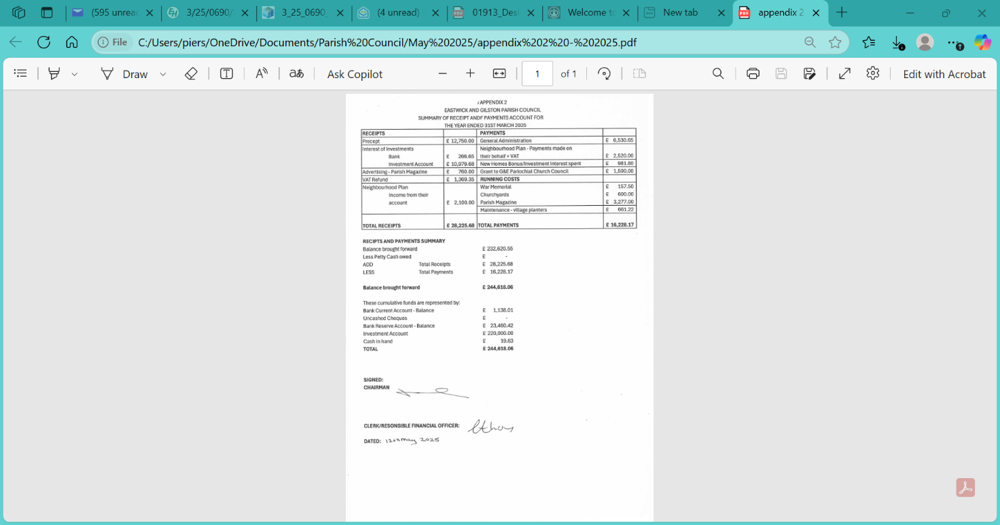 (595 unrea
3/25/0690/
3_25_0690_
(4 unread)
01913_Desi
Welcome to
New tab
appendix 2
File C:/Users/piers/OneDrive/Documents/Parish%20Council/May%202025/appendix%202%20-%202025.pdf
Draw
Ask Copilot
1 of 1
Edit with Acrobat
/ APPENDIX 2
EASTWICK AND GILSTON PARISH COUNCIL
SUMMARY OF RECEIPT ANDF PAYMENTS ACCOUNT FOR
THE YEAR ENDED 31ST MARCH 2025
RECEIPTS PAYMENTS
Precept £ 12,750.00 General Administration £ 6,530.65
Interest of Investments Neighbourhood Plan - Payments made on
Bank £ 266.65 their behalf + VAT £ 2,520.00
Investment Account £ 10,979.68 New Homes Bonus/Investment Interest spent £ 981.80
Advertising - Parish Magazine £ 760.00 Grant to G&E Pariochial Church Council £ 1,500.00
VAT Refund £ 1,369.35 RUNNING COSTS
Neighbourhood Plan War Memorial £ 157.50
Income from their Churchyards £ 600.00
account £ 2,100.00 Parish Magazine £ 3,277.00
Maintenance - village planters £ 661.22
TOTAL RECEIPTS £ 28,225.68 TOTAL PAYMENTS £ 16,228.17
RECIPTS AND PAYMENTS SUMMARY
Balance brought forward £ 232,620.55
Less Petty Cash owed £ -
ADD Total Receipts £ 28,225.68
LESS Total Payments £ 16,228.17
Balance brought forward £ 244,618.06
These cumulative funds are represented by:
Bank Current Account - Balance £ 1,138.01
Uncashed Cheques £ -
Bank Reserve Account - Balance £ 23,460.42
Investment Account £ 220,000.00
Cash in hand £ 19.63
TOTAL £ 244,618.06
SIGNED:
CHAIRMAN
CLERK/RESONSIBLE FINANCIAL OFFICER:
DATED: 12th May 2025